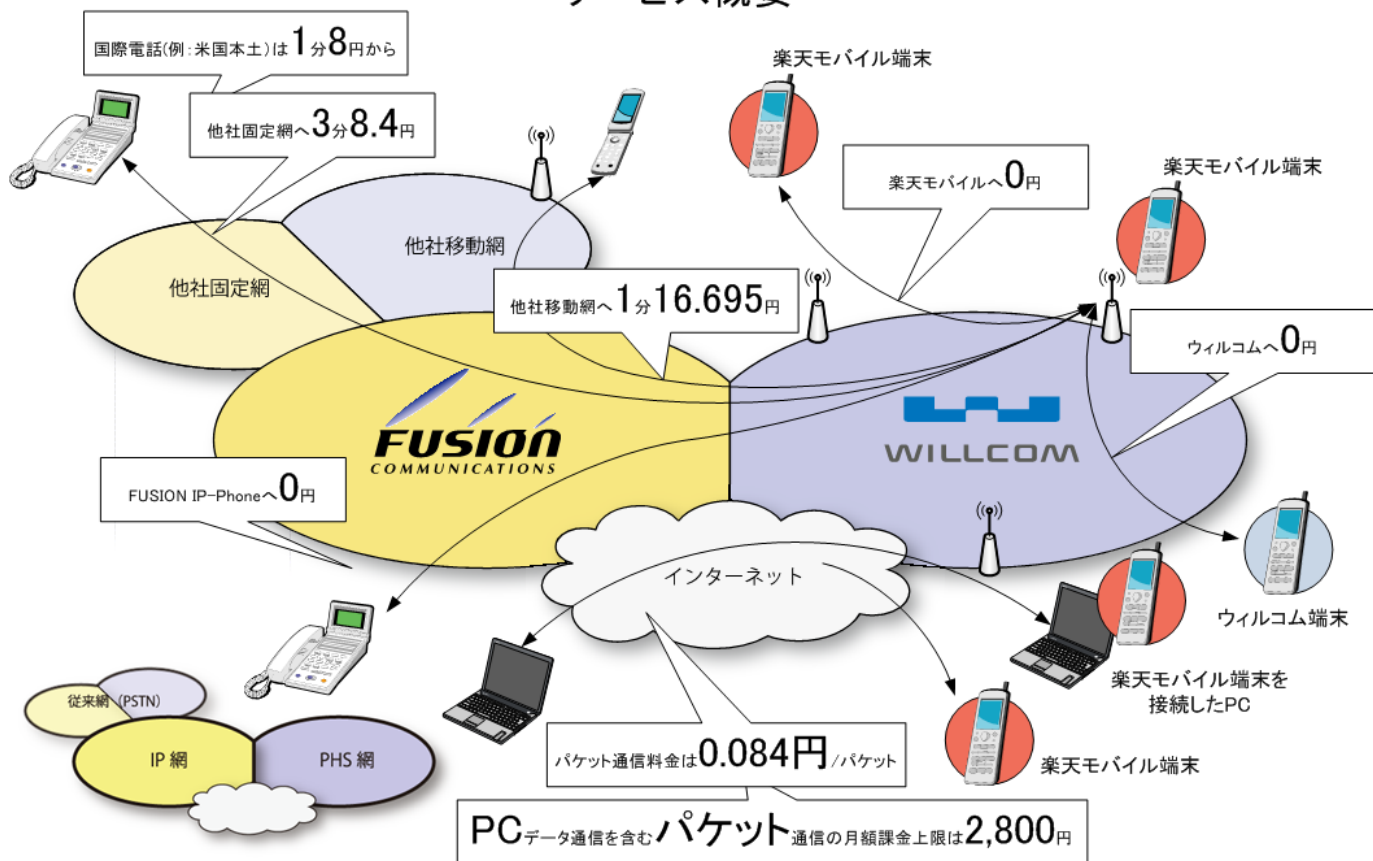 サービス概要
国際電話(例:米国本土)は1分8円から
他社固定網へ3分8.4円
楽天モバイル端末
楽天モバイルへ0円
楽天モバイル端末
他社移動網
他社固定網
他社移動網へ1分16.695円
ウィルコムへ0円
FUSION
COMMUNICATIONS
WILLCOM
FUSION IP-Phoneへ0円
インターネット
ウィルコム端末
楽天モバイル端末を
接続したPC
従来網 (PSTN)
IP 網
PHS 網
楽天モバイル端末
パケット通信料金は0.084円/パケット
PCデータ通信を含むパケット通信の月額課金上限は2,800円